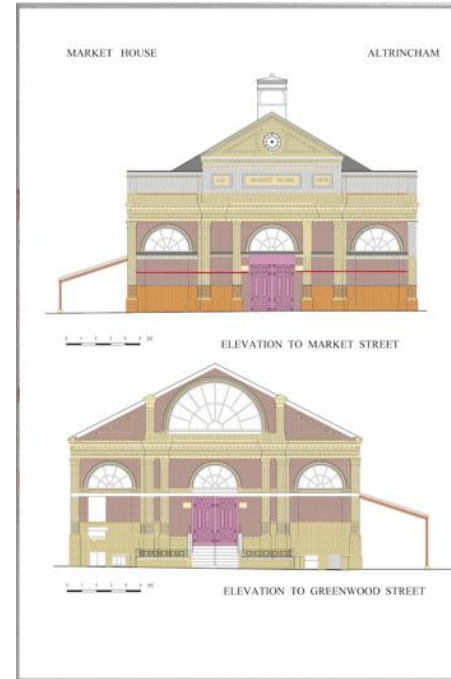 MARKET HOUSE
ALTRINCHAM
MARKET HOUSE
ELEVATION TO MARKET STREET
ELEVATION TO GREENWOOD STREET